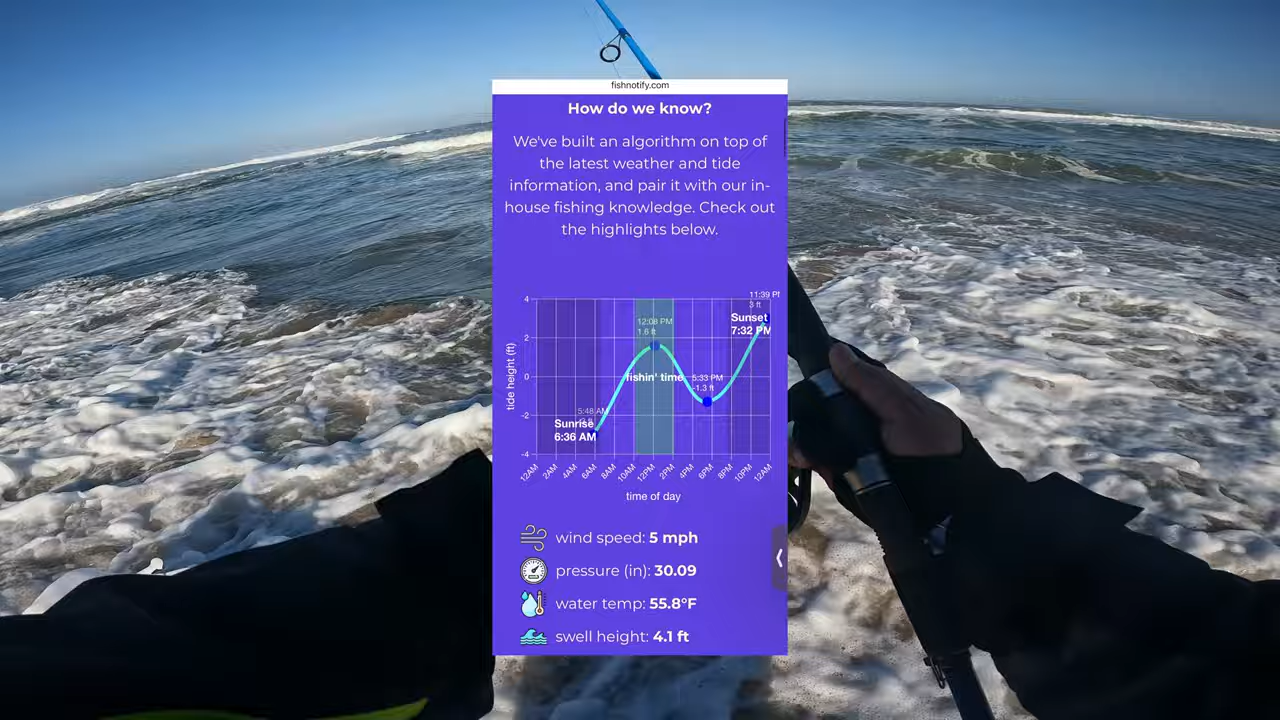 fishnotify.com
How do we know?
We've built an algorithm on top of
the latest weather and tide
information, and pair it with our in-
house fishing knowledge. Check out
the highlights below.
11:39 PM
3 ft
4
12:08 PM
1.6 ft
Sunset
7:32 PM
2
tide height (ft)
0
fishin' time
5:33 PM
-1.3 ft
-2
5:48 AM
Sunrise
6:36 AM
-4
12AM 2AM 4AM 6AM 8AM 10AM 12PM 2PM 4PM 6PM 8PM 10PM 12AM
time of day
wind speed: 5 mph
pressure (in): 30.09
water temp: 55.8°F
swell height: 4.1 ft